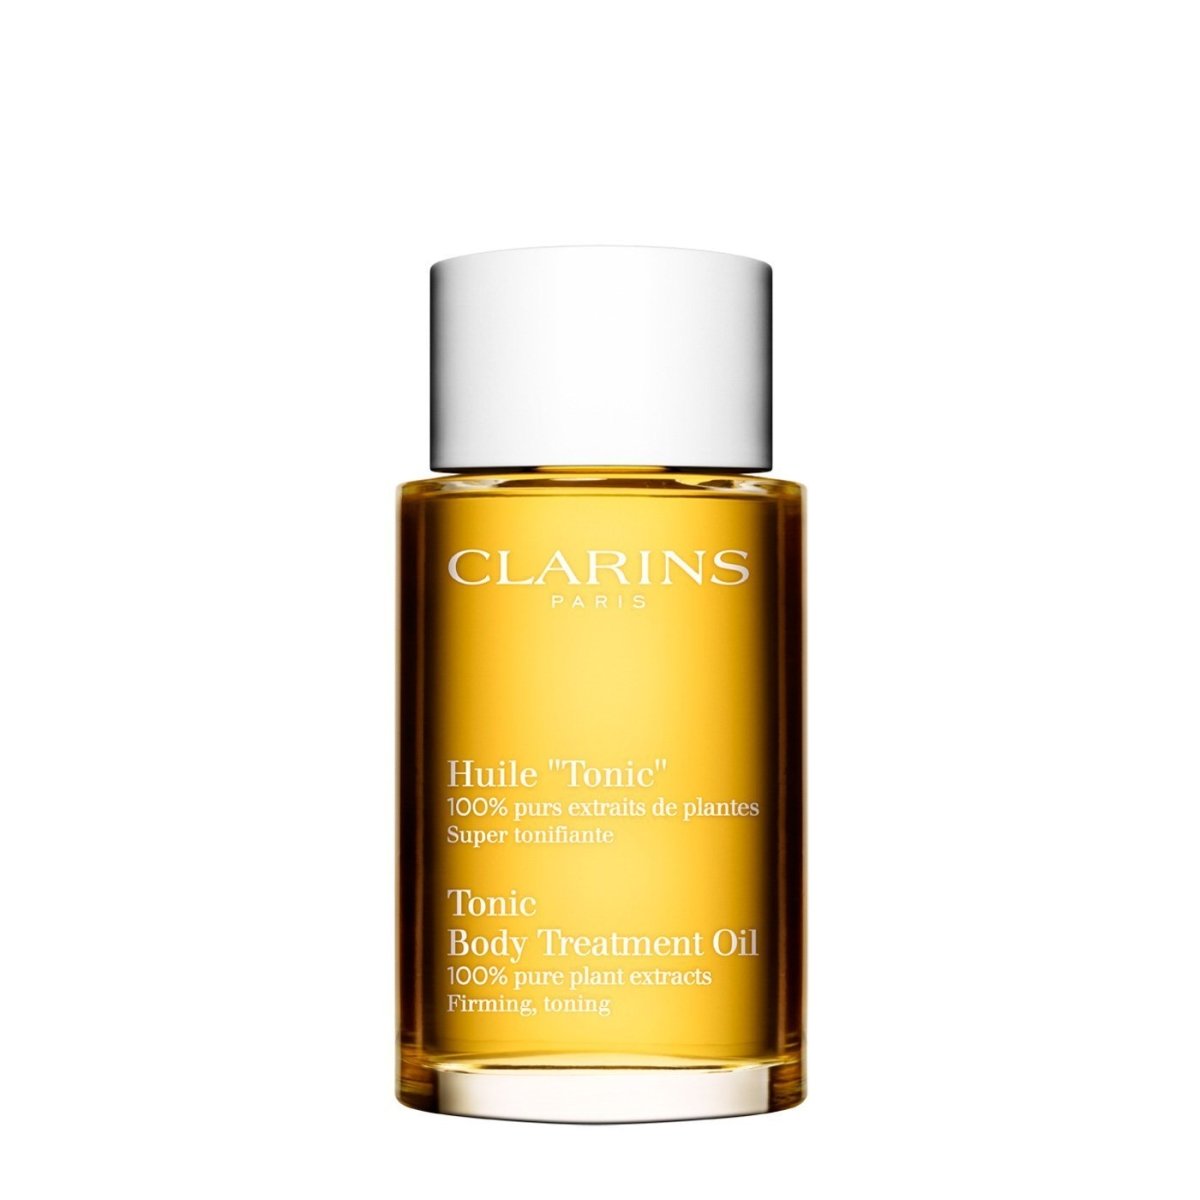 CLARINS
PARIS
Huile "Tonic"
100% purs extraits de plantes
Super tonifiante
Tonic
Body Treatment Oil
100% pure plant extracts
Firming, toning